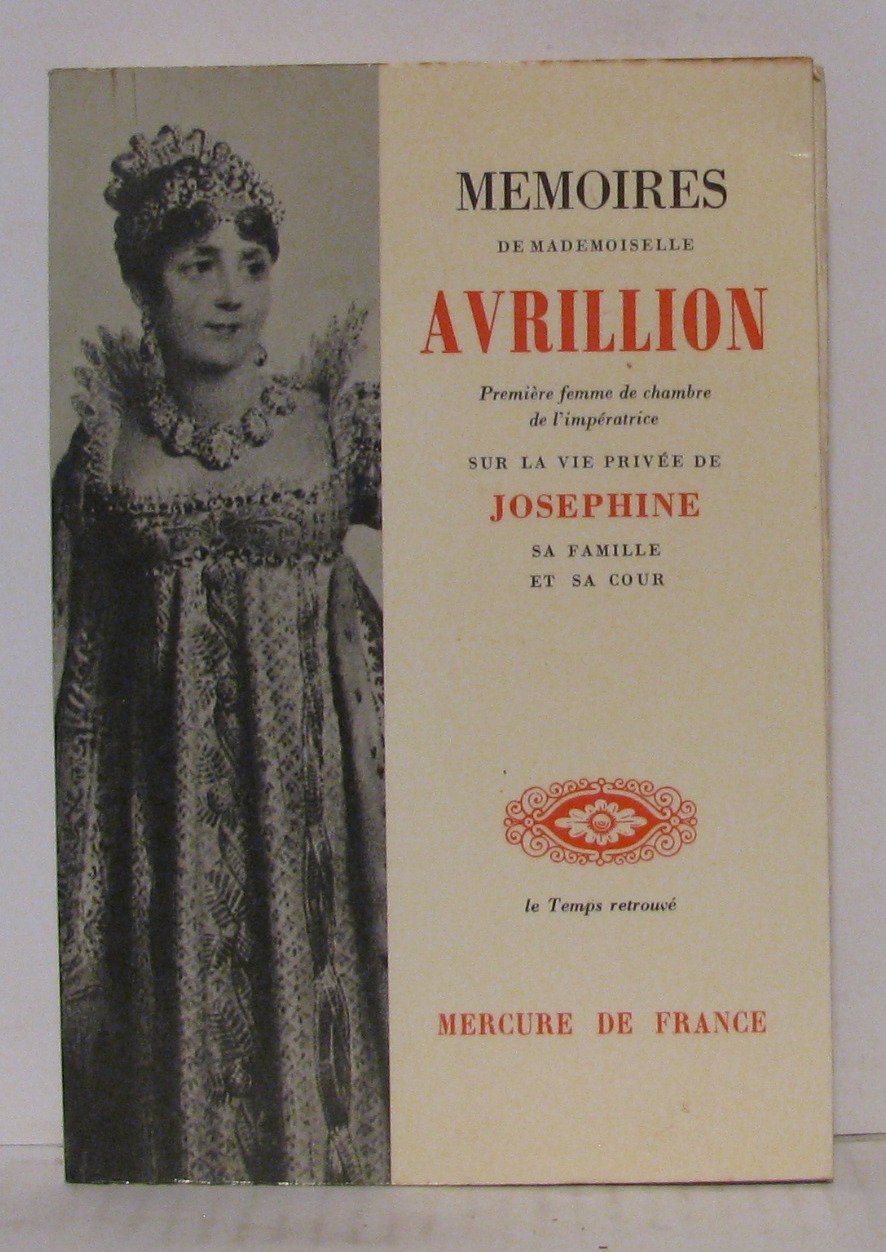 MEMOIRES
DE MADEMOISELLE
AVRILLION
Première femme de chambre
de l'impératrice
SUR LA VIE PRIVÉE DE
JOSEPHINE
SA FAMILLE
ET SA COUR
le Temps retrouvé
MERCURE DE FRANCE